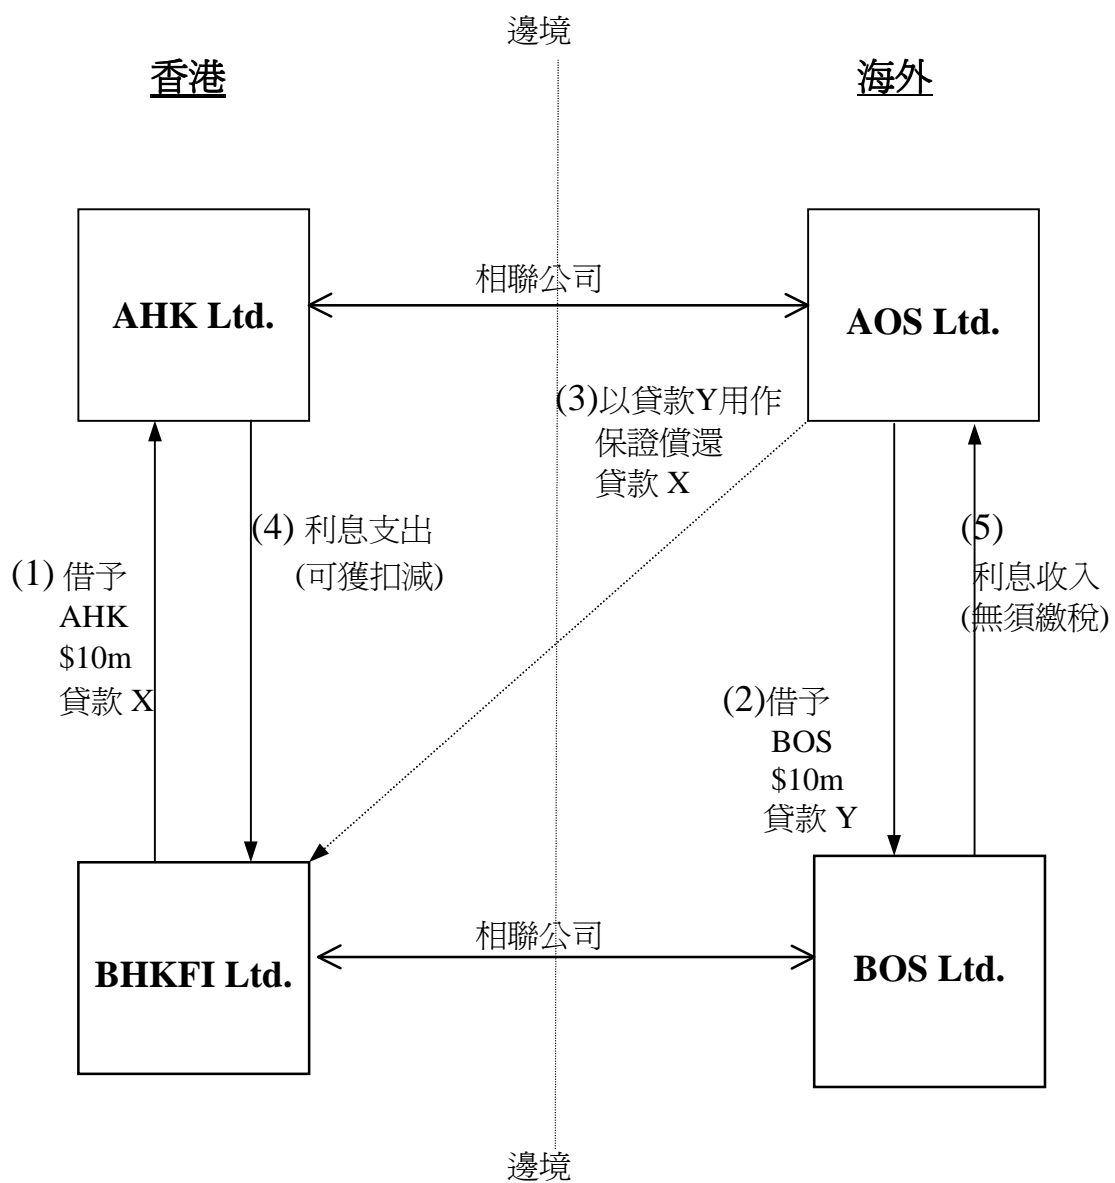 邊境
香港
海外
相聯公司
AHK Ltd.
AOS Ltd.
(3)以貸款Y用作
保證償還
貸款 X
(4) 利息支出
(可獲扣減)
(5)
利息收入
(無須繳稅)
(1) 借予
AHK
$10m
貸款 X
(2)借予
BOS
$10m
貸款 Y
相聯公司
BHKFI Ltd.
BOS Ltd.
邊境